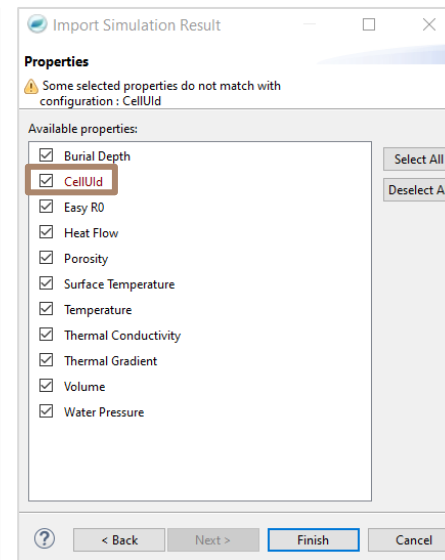 Import Simulation Result
Properties
Some selected properties do not match with
configuration : CellUId
Available properties:
Burial Depth
CellUId
Easy R0
Heat Flow
Porosity
Surface Temperature
Temperature
Thermal Conductivity
Thermal Gradient
Volume
Water Pressure
Select All
Deselect A
?
< Back
Next >
Finish
Cancel